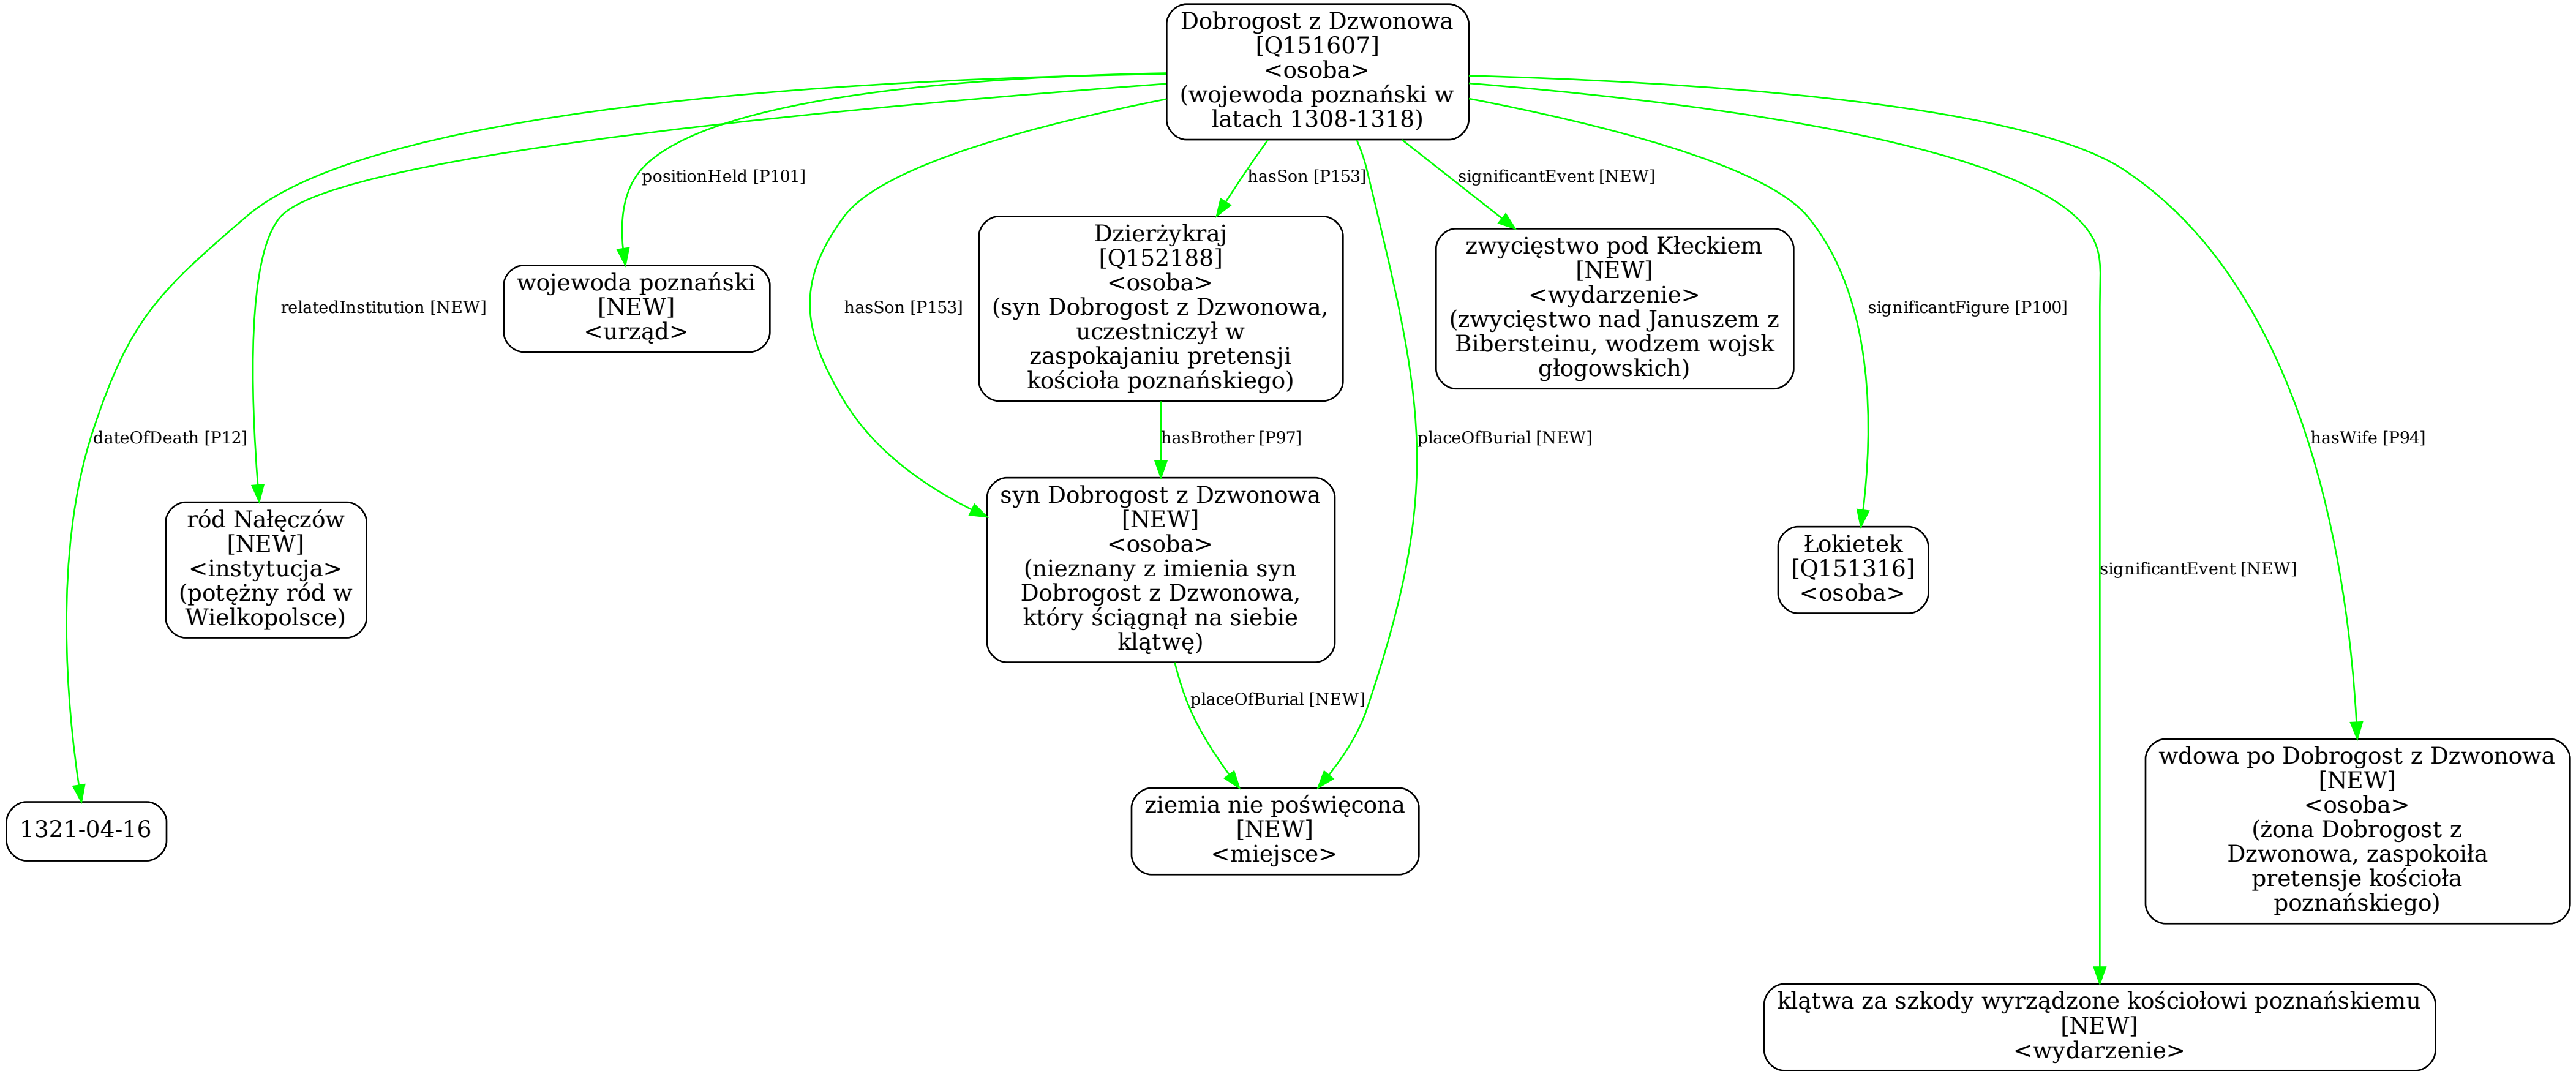 Dobrogost z Dzwonowa
[Q151607]
<osoba>
(wojewoda poznański w
latach 1308-1318)
positionHeld [P101]
hasSon [P153]
significantEvent [NEW]
Dzierżykraj
[Q152188]
<osoba>
(syn Dobrogost z Dzwonowa,
uczestniczył w
zaspokajaniu pretensji
kościoła poznańskiego)
zwycięstwo pod Kłeckiem
[NEW]
<wydarzenie>
(zwycięstwo nad Januszem z
Bibersteinu, wodzem wojsk
głogowskich)
relatedInstitution [NEW]
wojewoda poznański
[NEW]
<urząd>
hasSon [P153]
significantFigure [P100]
dateOfDeath [P12]
hasBrother [P97]
placeOfBurial [NEW]
hasWife [P94]
ród Nałęczów
[NEW]
<instytucja>
(potężny ród w
Wielkopolsce)
syn Dobrogost z Dzwonowa
[NEW]
<osoba>
(nieznany z imienia syn
Dobrogost z Dzwonowa,
który ściągnął na siebie
klątwę)
Łokietek
[Q151316]
<osoba>
significantEvent [NEW]
placeOfBurial [NEW]
1321-04-16
ziemia nie poświęcona
[NEW]
<miejsce>
wdowa po Dobrogost z Dzwonowa
[NEW]
<osoba>
(żona Dobrogost z
Dzwonowa, zaspokoiła
pretensje kościoła
poznańskiego)
klątwa za szkody wyrządzone kościołowi poznańskiemu
[NEW]
<wydarzenie>